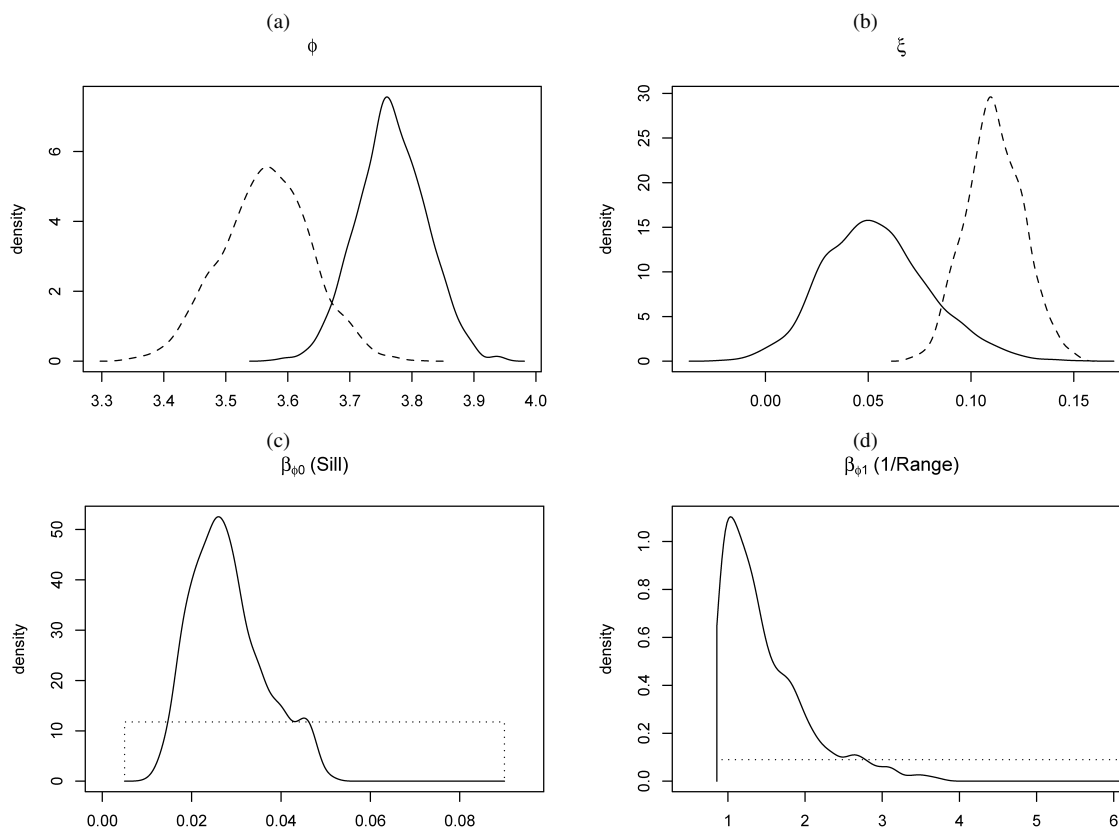 (a)
ϕ
density
0 2 4 6
3.3 3.4 3.5 3.6 3.7 3.8 3.9 4.0
(b)
ξ
density
0 5 10 15 20 25 30
0.00 0.05 0.10 0.15
(c)
βϕ0 (Sill)
density
0 10 20 30 40 50
0.00 0.02 0.04 0.06 0.08
(d)
βϕ1 (1/Range)
density
0.0 0.2 0.4 0.6 0.8 1.0
1 2 3 4 5 6